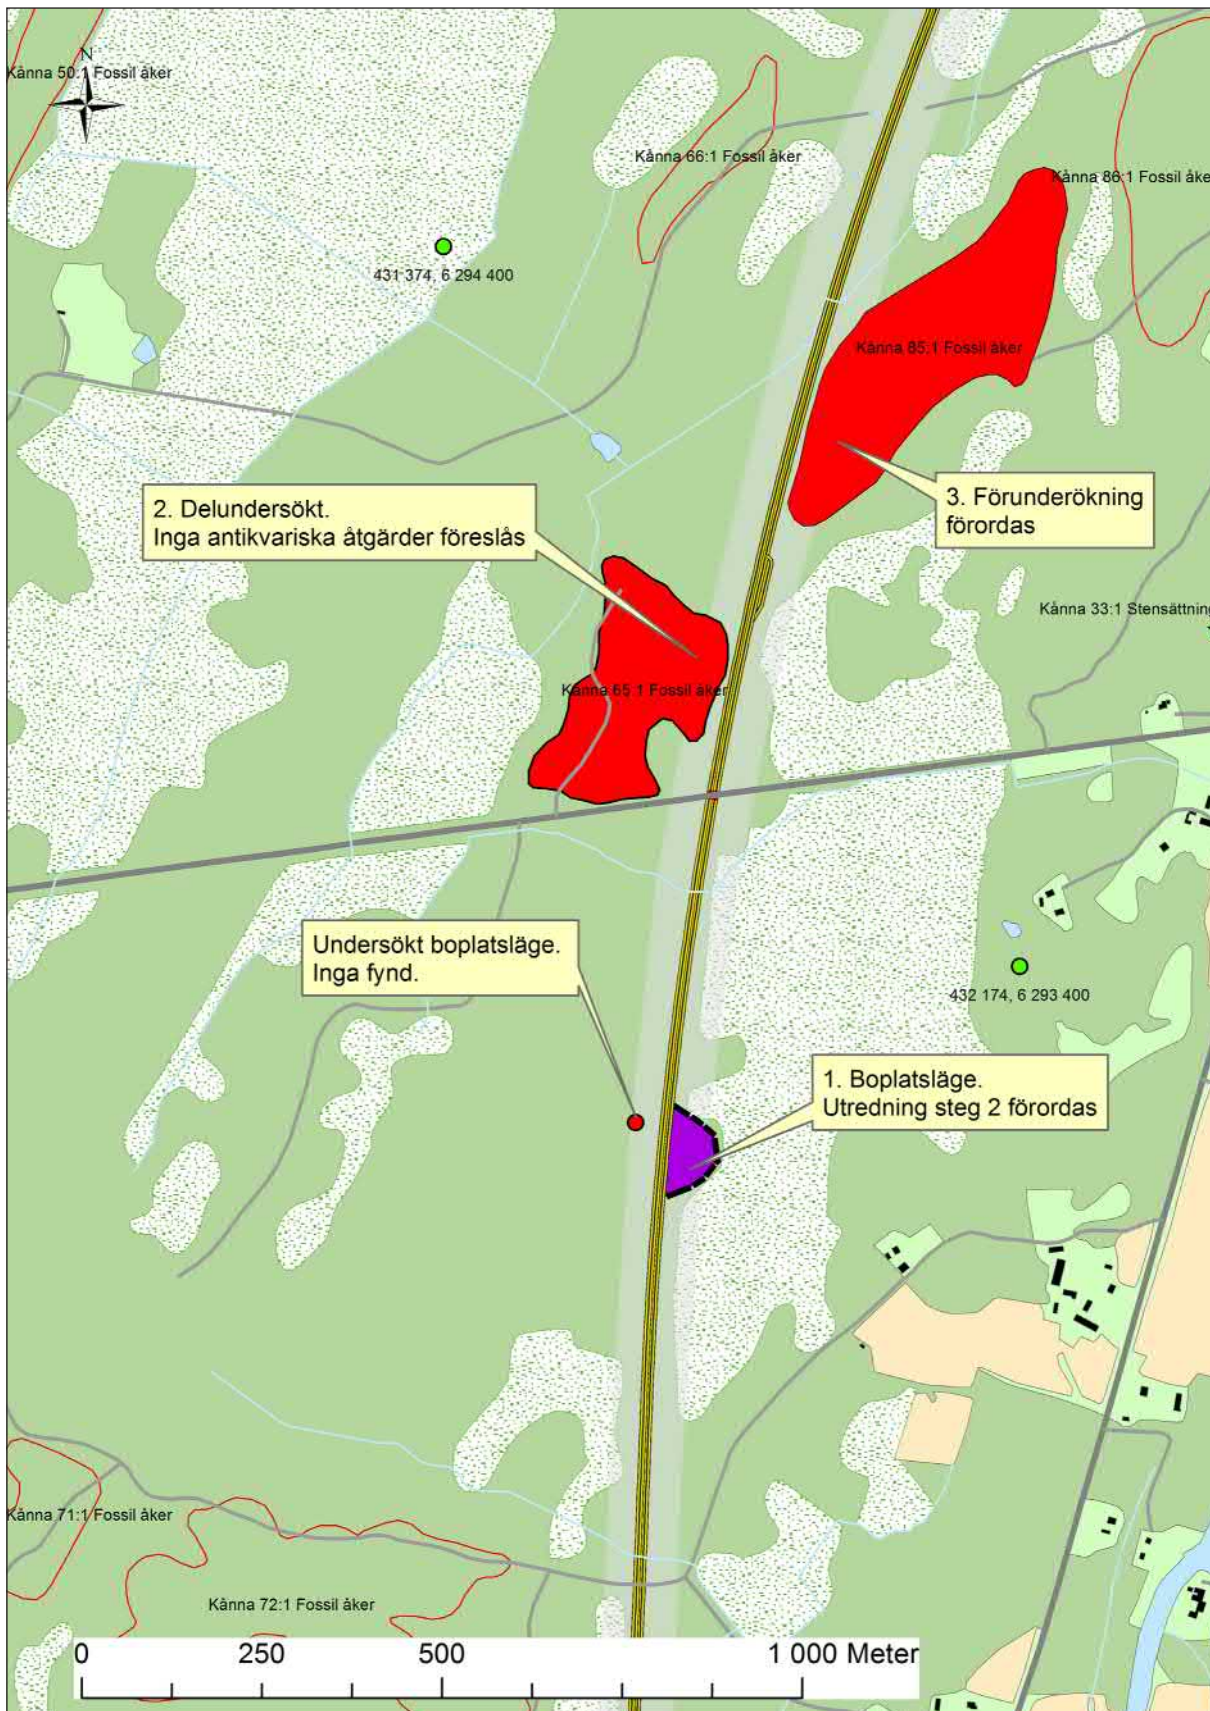 N
Kånna 50:1 Fossil åker
Kånna 66:1 Fossil åker
Kånna 86:1 Fossil åke
431 374, 6 294 400
Kånna 85:1 Fossil åker
2. Delundersökt.
Inga antikvariska åtgärder föreslås
3. Förunderökning
förordas
Kånna 33:1 Stensättning
Kånna 65:1 Fossil åker
Undersökt boplatsläge.
Inga fynd.
432 174, 6 293 400
1. Boplatsläge.
Utredning steg 2 förordas
Kånna 71:1 Fossil åker
Kånna 72:1 Fossil åker
0 250 500 1 000 Meter